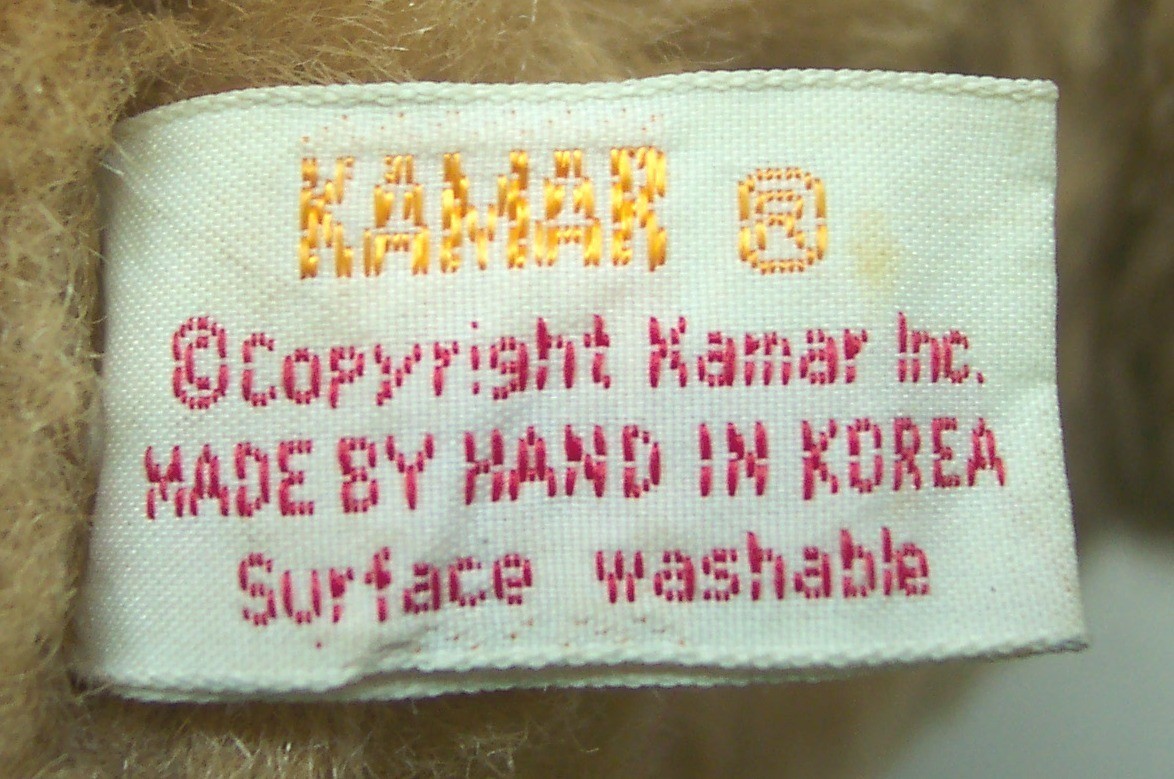 KAMAR ®
©Copyright Kamar Inc.
MADE BY HAND IN KOREA
Surface washable